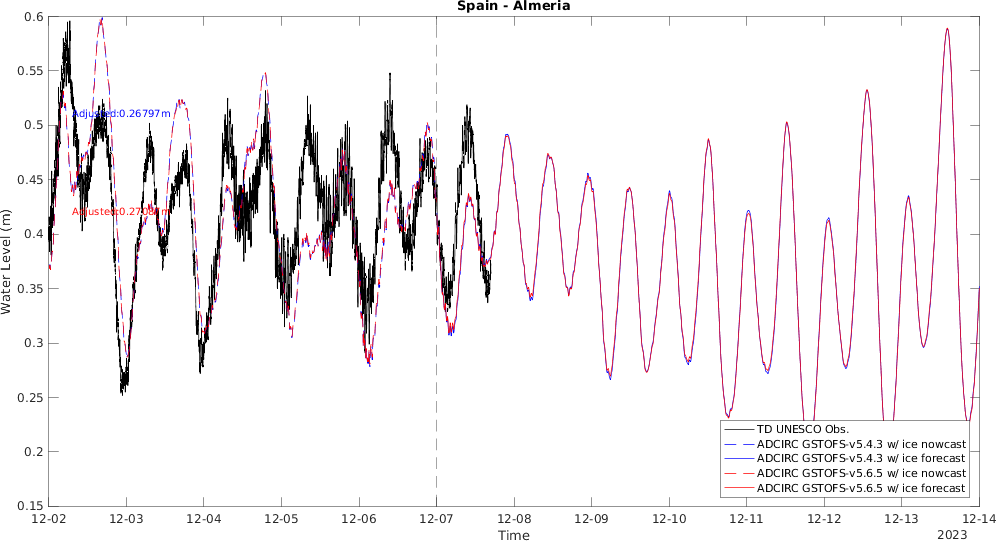 Spain - Almeria
0.6
0.55
0.5
0.45
0.4
0.35
0.3
0.25
0.2
0.15
Water Level (m)
Adjusted:0.26797m
TD UNESCO Obs.
ADCIRC GSTOFS-v5.4.3 w/ ice nowcast
ADCIRC GSTOFS-v5.4.3 w/ ice forecast
ADCIRC GSTOFS-v5.6.5 w/ ice nowcast
ADCIRC GSTOFS-v5.6.5 w/ ice forecast
12-02 12-03 12-04 12-05 12-06 12-07 12-08 12-09 12-10 12-11 12-12 12-13 12-14
Time
2023